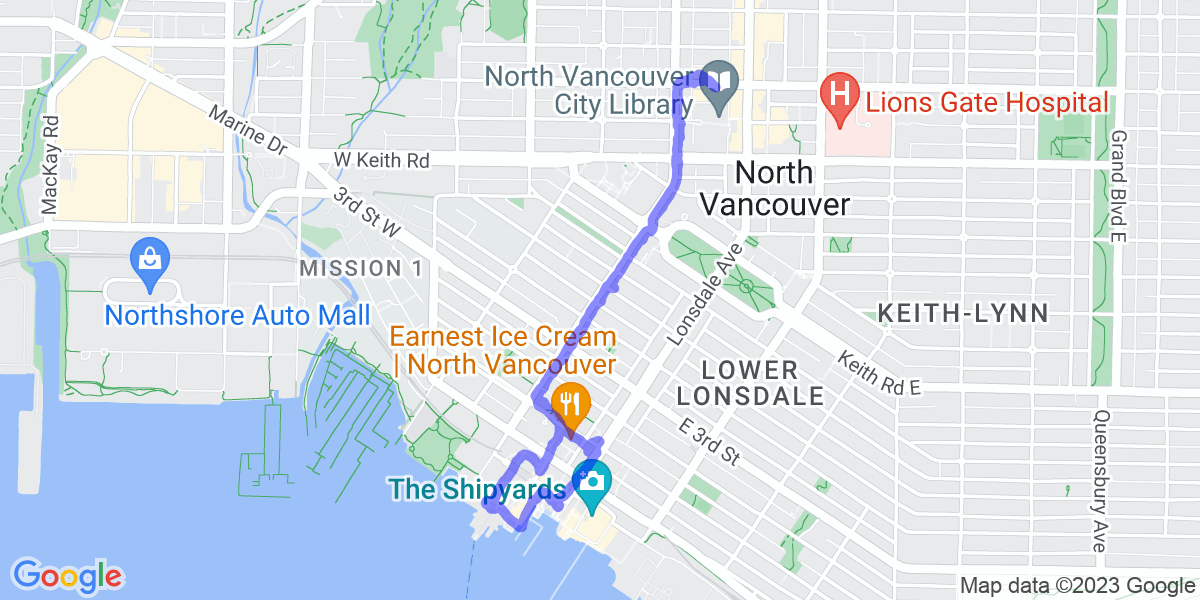 North Vancouver
City Library
H
Lions Gate Hospital
Marine Dr
MacKay Rd
W Keith Rd
Grand Blvd E
North
Vancouver
3rd St W
MISSION 1
Lonsdale Ave
Northshore Auto Mall
KEITH-LYNN
Earnest Ice Cream
| North Vancouver
LOWER
LONSDALE
Keith Rd E
E 3rd St
Queensbury Ave
The Shipyards
Google
Map data ©2023 Google